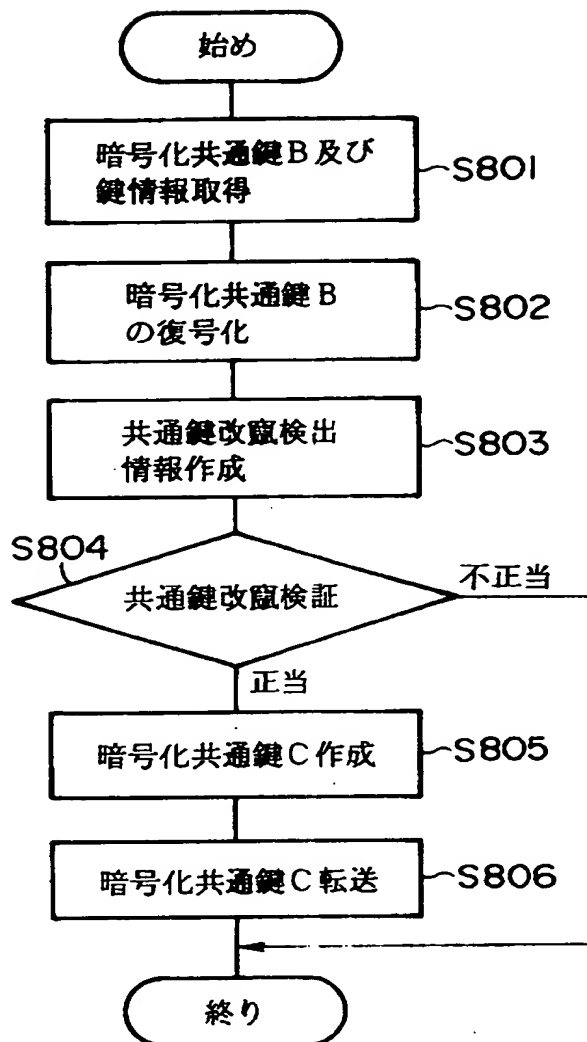 始め
暗号化共通鍵B及び
鍵情報取得
S801
暗号化共通鍵B
の復号化
S802
共通鍵改竄検出
情報作成
S803
S804
共通鍵改竄検証
不正当
正当
暗号化共通鍵C作成
S805
暗号化共通鍵C転送
S806
終り